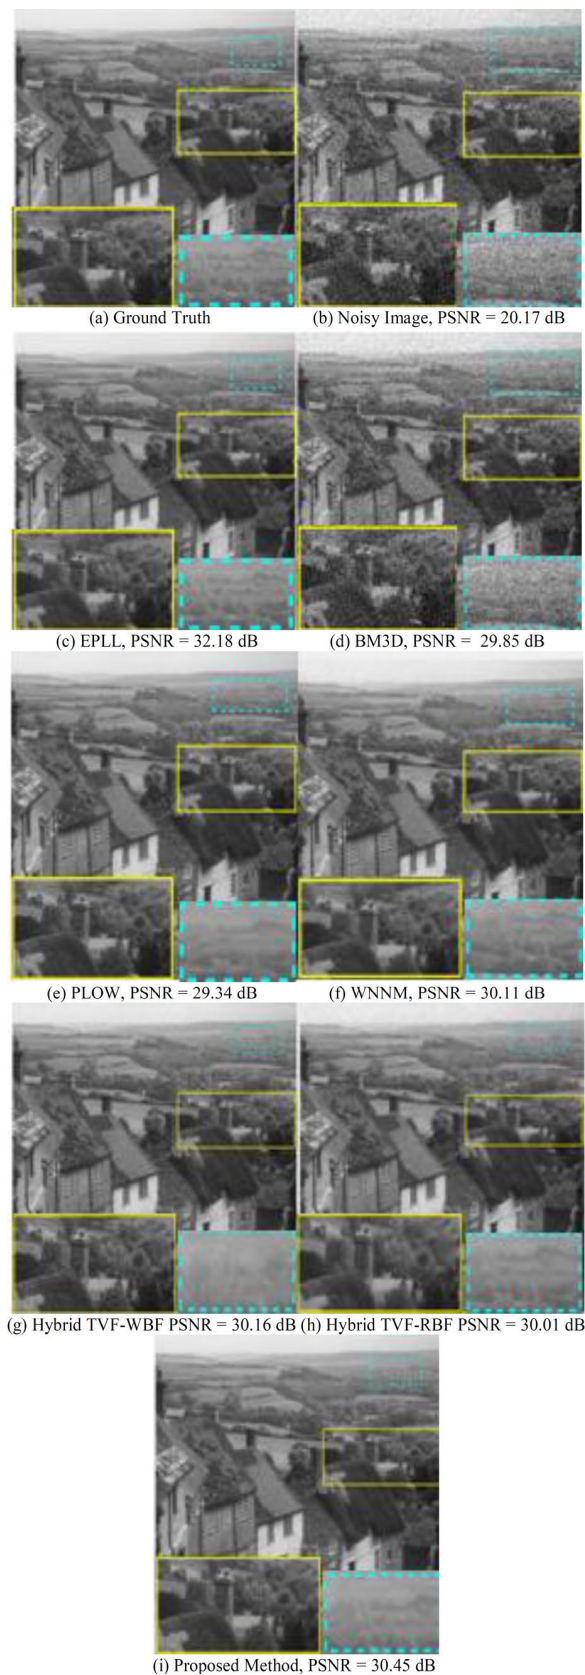 (a) Ground Truth
(b) Noisy Image, PSNR = 20.17 dB
(c) EPLL, PSNR = 32.18 dB
(d) BM3D, PSNR = 29.85 dB
(e) PLOW, PSNR = 29.34 dB
(f) WNNM, PSNR = 30.11 dB
(g) Hybrid TVF-WBF PSNR = 30.16 dB
(h) Hybrid TVF-RBF PSNR = 30.01 dB
(i) Proposed Method, PSNR = 30.45 dB